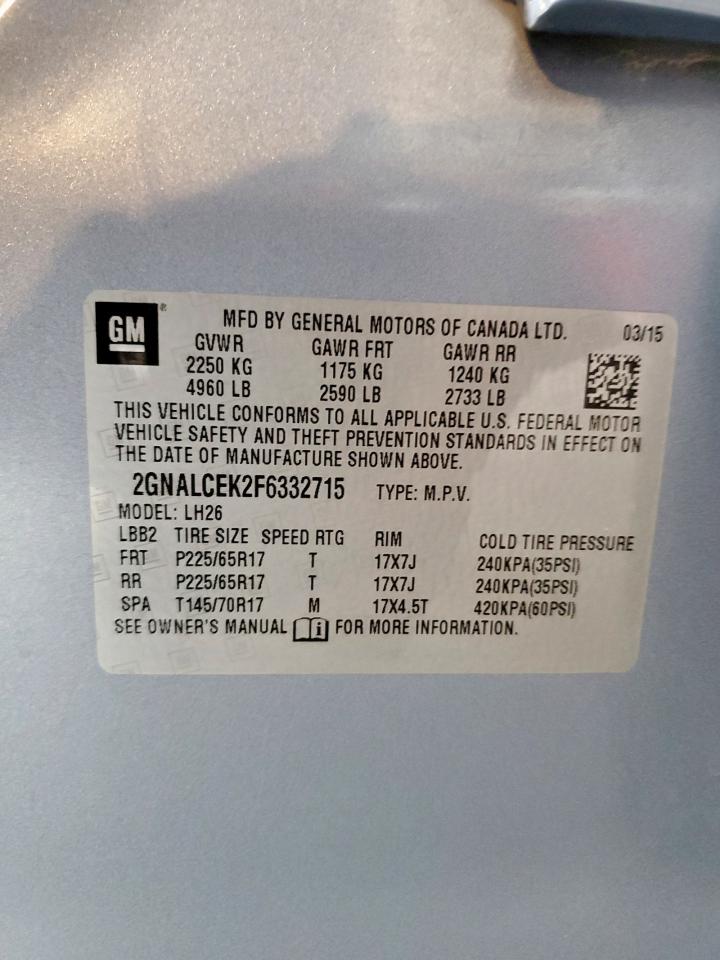 GM ®
MFD BY GENERAL MOTORS OF CANADA LTD. 03/15
GVWR GAWR FRT GAWR RR
2250 KG 1175 KG 1240 KG
4960 LB 2590 LB 2733 LB
THIS VEHICLE CONFORMS TO ALL APPLICABLE U.S. FEDERAL MOTOR
VEHICLE SAFETY AND THEFT PREVENTION STANDARDS IN EFFECT ON
THE DATE OF MANUFACTURE SHOWN ABOVE.
2GNALCEK2F6332715 TYPE: M.P.V.
MODEL: LH26
LBB2 TIRE SIZE SPEED RTG RIM COLD TIRE PRESSURE
FRT P225/65R17 T 17X7J 240KPA(35PSI)
RR P225/65R17 T 17X7J 240KPA(35PSI)
SPA T145/70R17 M 17X4.5T 420KPA(60PSI)
SEE OWNER'S MANUAL i FOR MORE INFORMATION.